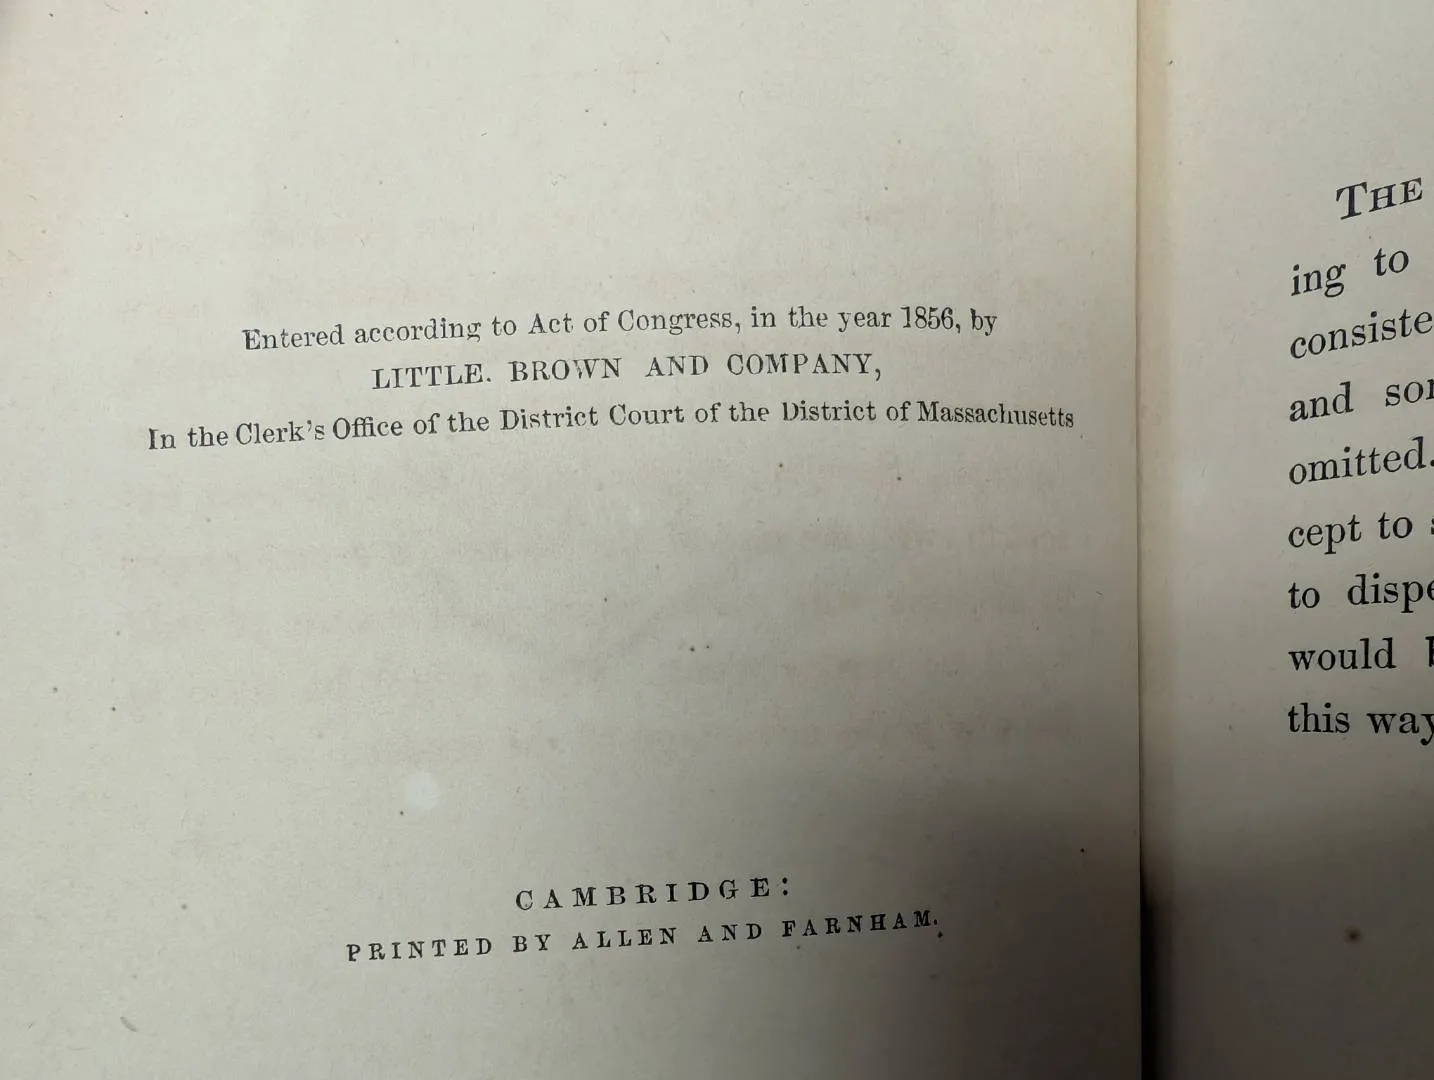 Entered according to Act of Congress, in the year 1856, by
LITTLE. BROWN AND COMPANY,
In the Clerk's Office of the District Court of the District of Massachusetts
CAMBRIDGE:
PRINTED BY ALLEN AND FARNHAM.
THE
ing to
consiste
and
omitted.
cept to
to dispe
would
this way